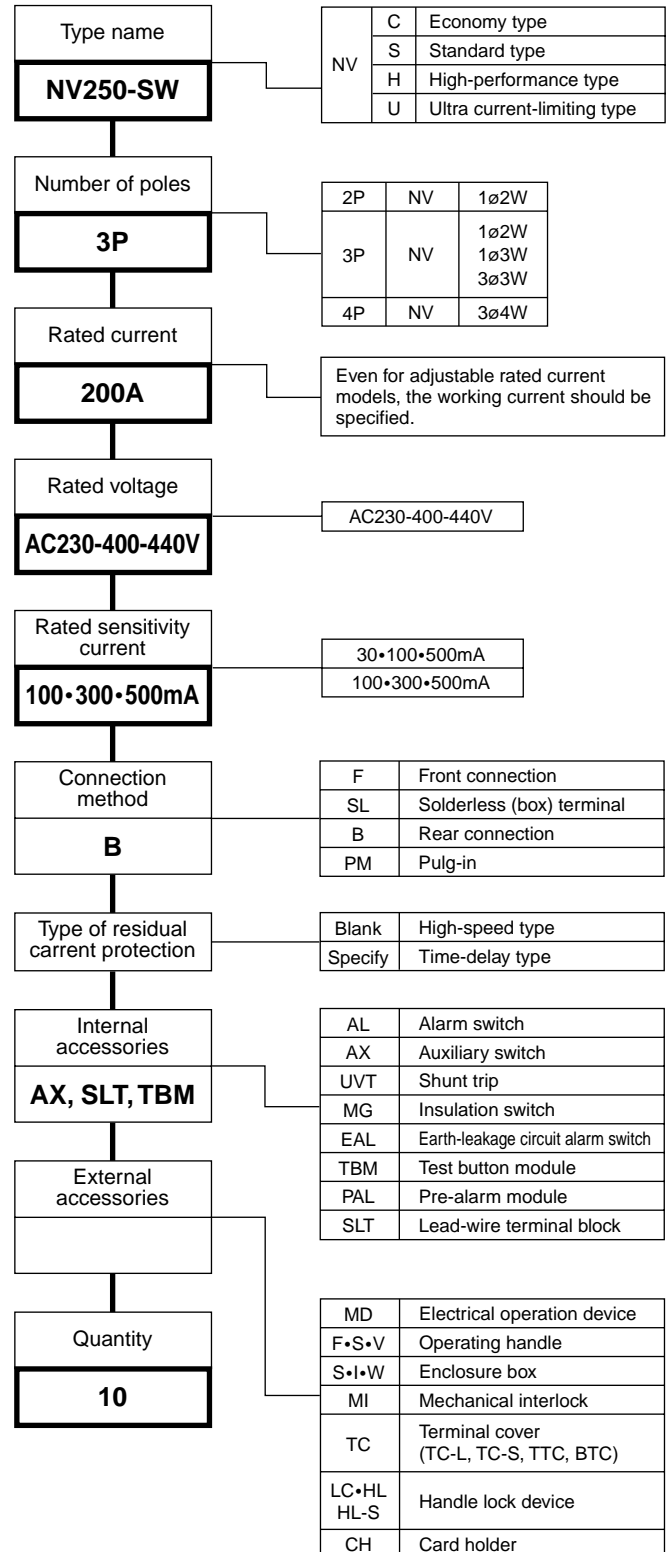 Type name
NV250-SW
NV
C Economy type
S Standard type
H High-performance type
U Ultra current-limiting type
Number of poles
3P
2P NV 1ø2W
3P NV 1ø2W
1ø3W
3ø3W
4P NV 3ø4W
Rated current
200A
Even for adjustable rated current
models, the working current should be
specified.
Rated voltage
AC230-400-440V
AC230-400-440V
Rated sensitivity
current
100•300•500mA
30•100•500mA
100•300•500mA
Connection
method
B
F Front connection
SL Solderless (box) terminal
B Rear connection
PM Pulg-in
Type of residual
carrent protection
Blank High-speed type
Specify Time-delay type
Internal
accessories
AX, SLT, TBM
AL Alarm switch
AX Auxiliary switch
UVT Shunt trip
MG Insulation switch
EAL Earth-leakage circuit alarm switch
TBM Test button module
PAL Pre-alarm module
SLT Lead-wire terminal block
External
accessories
MD Electrical operation device
F•S•V Operating handle
S•I•W Enclosure box
MI Mechanical interlock
TC Terminal cover
(TC-L, TC-S, TTC, BTC)
LC•HL
HL-S Handle lock device
CH Card holder
Quantity
10